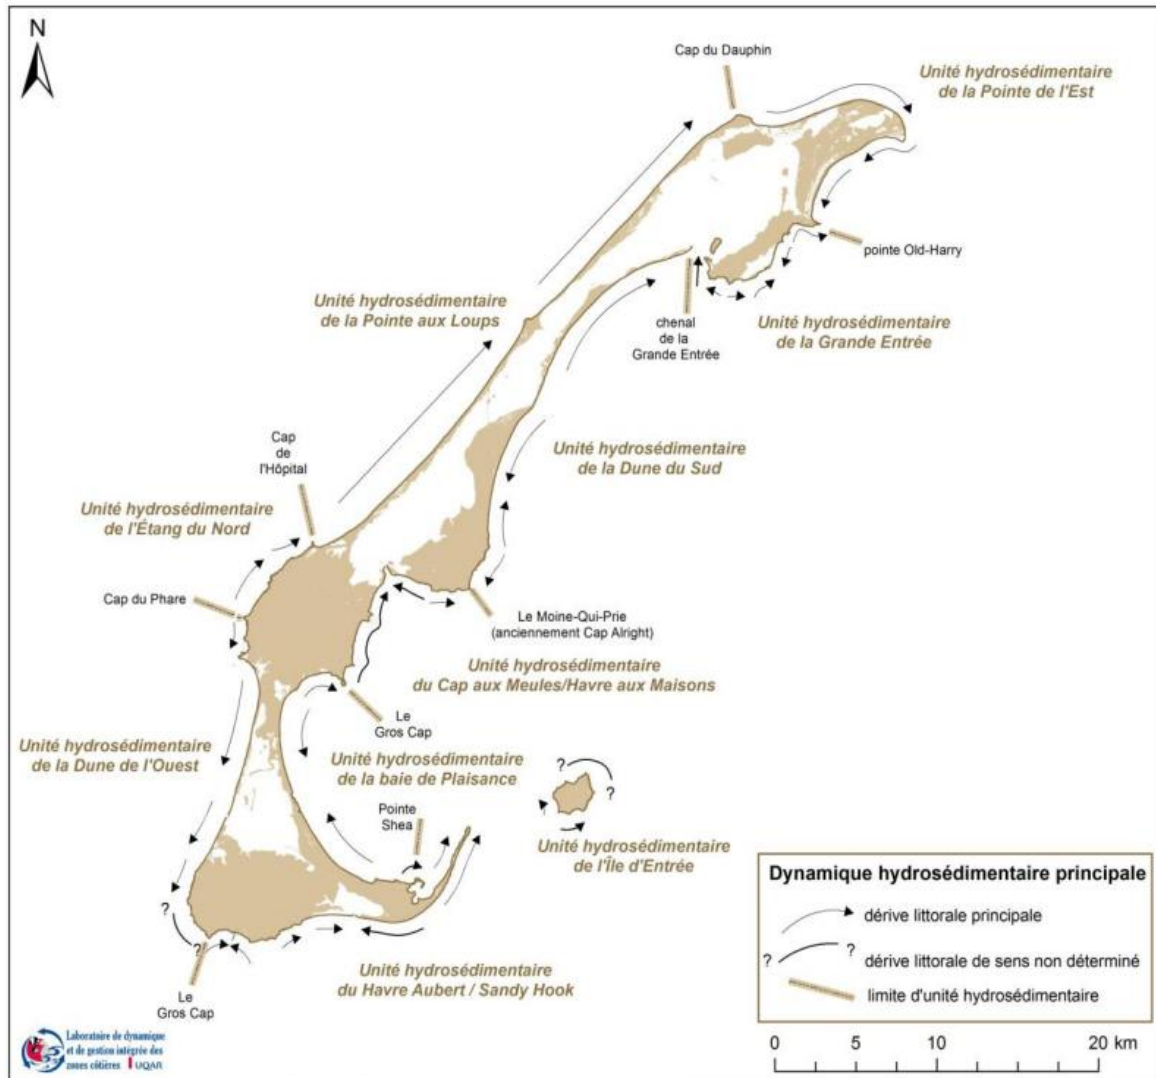 N
Cap du Dauphin
Unité hydrosédimentaire
de la Pointe de l'Est
pointe Old-Harry
Unité hydrosédimentaire
de la Pointe aux Loups
chenal
de la
Grande Entrée
Unité hydrosédimentaire
de la Grande Entrée
Cap
de
l'Hôpital
Unité hydrosédimentaire
de la Dune du Sud
Unité hydrosédimentaire
de l'Étang du Nord
Cap du Phare
Le Moine-Qui-Prie
(anciennement Cap Alright)
Unité hydrosédimentaire
du Cap aux Meules/Havre aux Maisons
Le
Gros Cap
Unité hydrosédimentaire
de la Dune de l'Ouest
Unité hydrosédimentaire
de la baie de Plaisance
Pointe
Shea
?
?
Unité hydrosédimentaire
de l'Île d'Entrée
?
?
Le
Gros Cap
Unité hydrosédimentaire
du Havre Aubert / Sandy Hook
Dynamique hydrosédimentaire principale
dérive littorale principale
? ? dérive littorale de sens non déterminé
limite d'unité hydrosédimentaire
0 5 10 20 km
Laboratoire de dynamique
et de gestion intégrée des
zones côtières UQAR